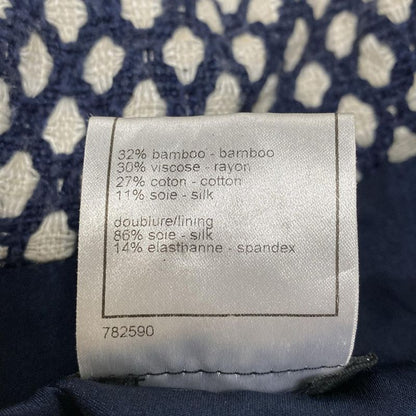 32% bamboo - bamboo
30% viscose - rayon
27% coton - cotton
11% soie - silk
doublure/lining
86% soie - silk
14% elasthanne - spandex
782590